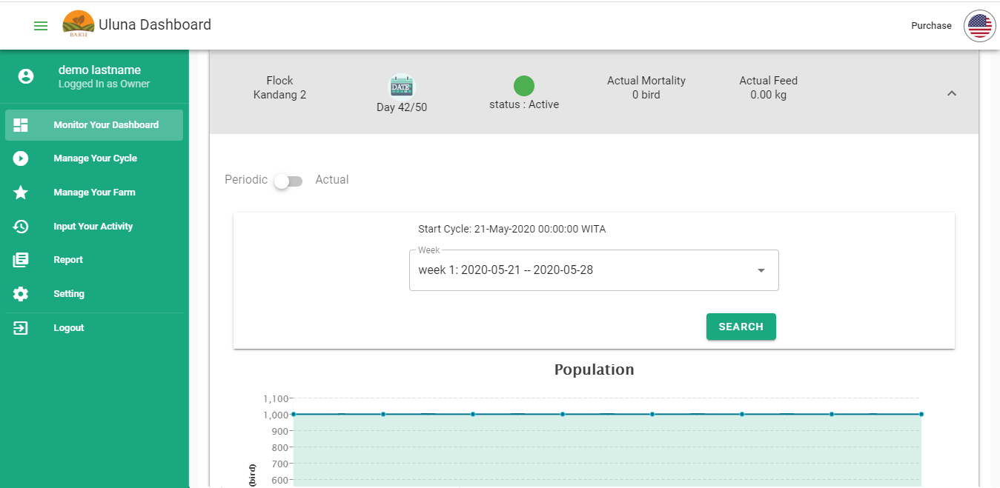 BAKU
Uluna Dashboard
Purchase
demo lastname
Logged In as Owner
Monitor Your Dashboard
Manage Your Cycle
Manage Your Farm
Input Your Activity
Report
Setting
Logout
Flock
Kandang 2
DATE
Day 42/50
status : Active
Actual Mortality
0 bird
Actual Feed
0.00 kg
Periodic
Actual
Start Cycle: 21-May-2020 00:00:00 WITA
Week
week 1: 2020-05-21 -- 2020-05-28
SEARCH
Population
1,100
1,000
900
800
700
600
(bird)